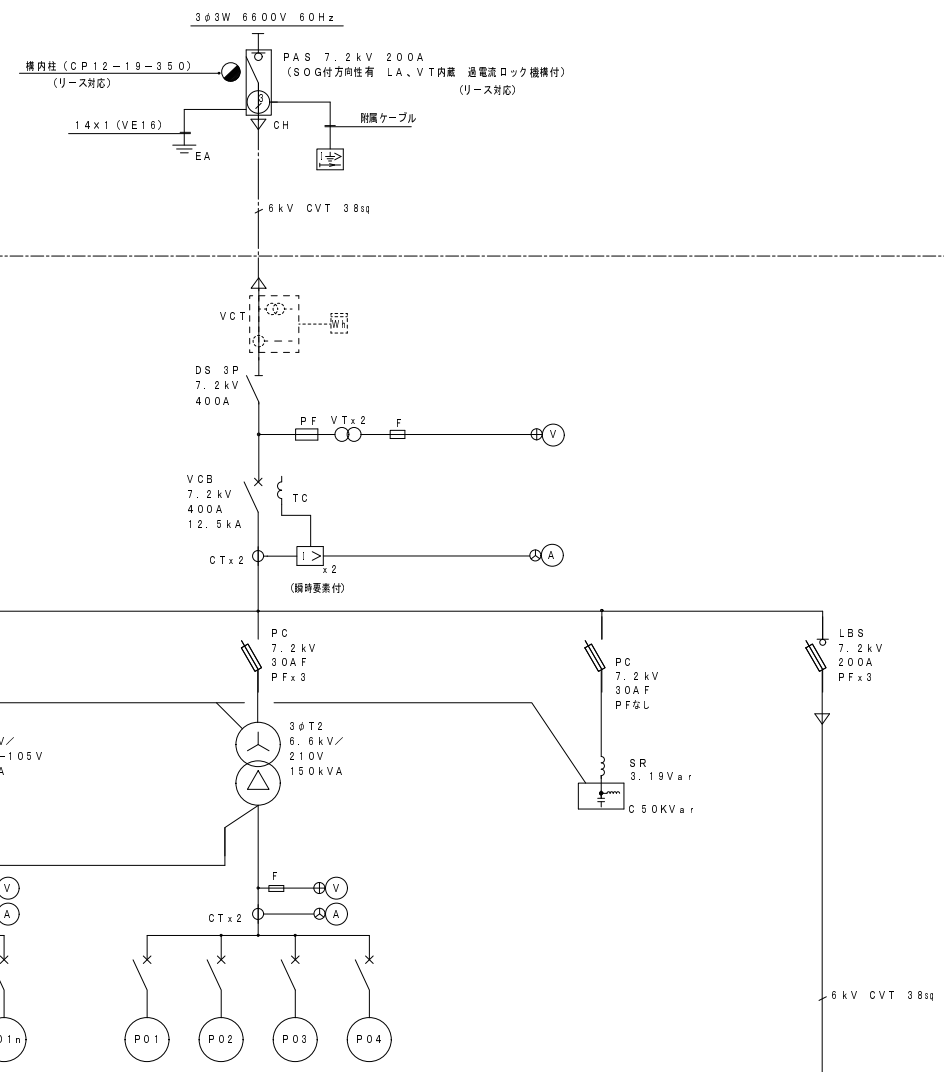 3φ3W 6600V 60Hz
PAS 7.2kV 200A
(SOG付方向性有 LA、VT内蔵 過電流ロック機構付)
(リース対応)
構内柱(CP12-19-350)
(リース対応)
3
14x1(VE16)
EA
CH
附属ケーブル
I>
6kV CVT 38sq
VCT
Wh
DS 3P
7.2kV
400A
PF
VTx2
F
V
VCB
7.2kV
400A
12.5kA
TC
CTx2
I >
x2
A
(瞬時要素付)
PC
7.2kV
30AF
PFx3
PC
7.2kV
30AF
PFなし
LBS
7.2kV
200A
PFx3
V/
-105V
A
3φT2
6.6kV/
210V
150kVA
SR
3.19Var
C50KVar
F
V
V
A
CTx2
A
6kV CVT 38sq
01n
P01
P02
P03
P04